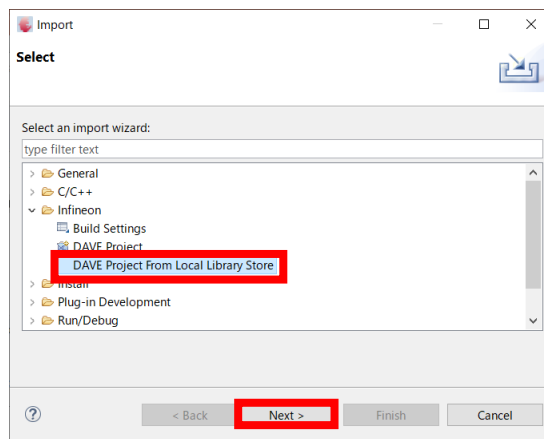 Import
Select
Select an import wizard:
type filter text
General
C/C++
Infineon
Build Settings
DAVE Project
DAVE Project From Local Library Store
Install
Plug-in Development
Run/Debug
< Back Next > Finish Cancel